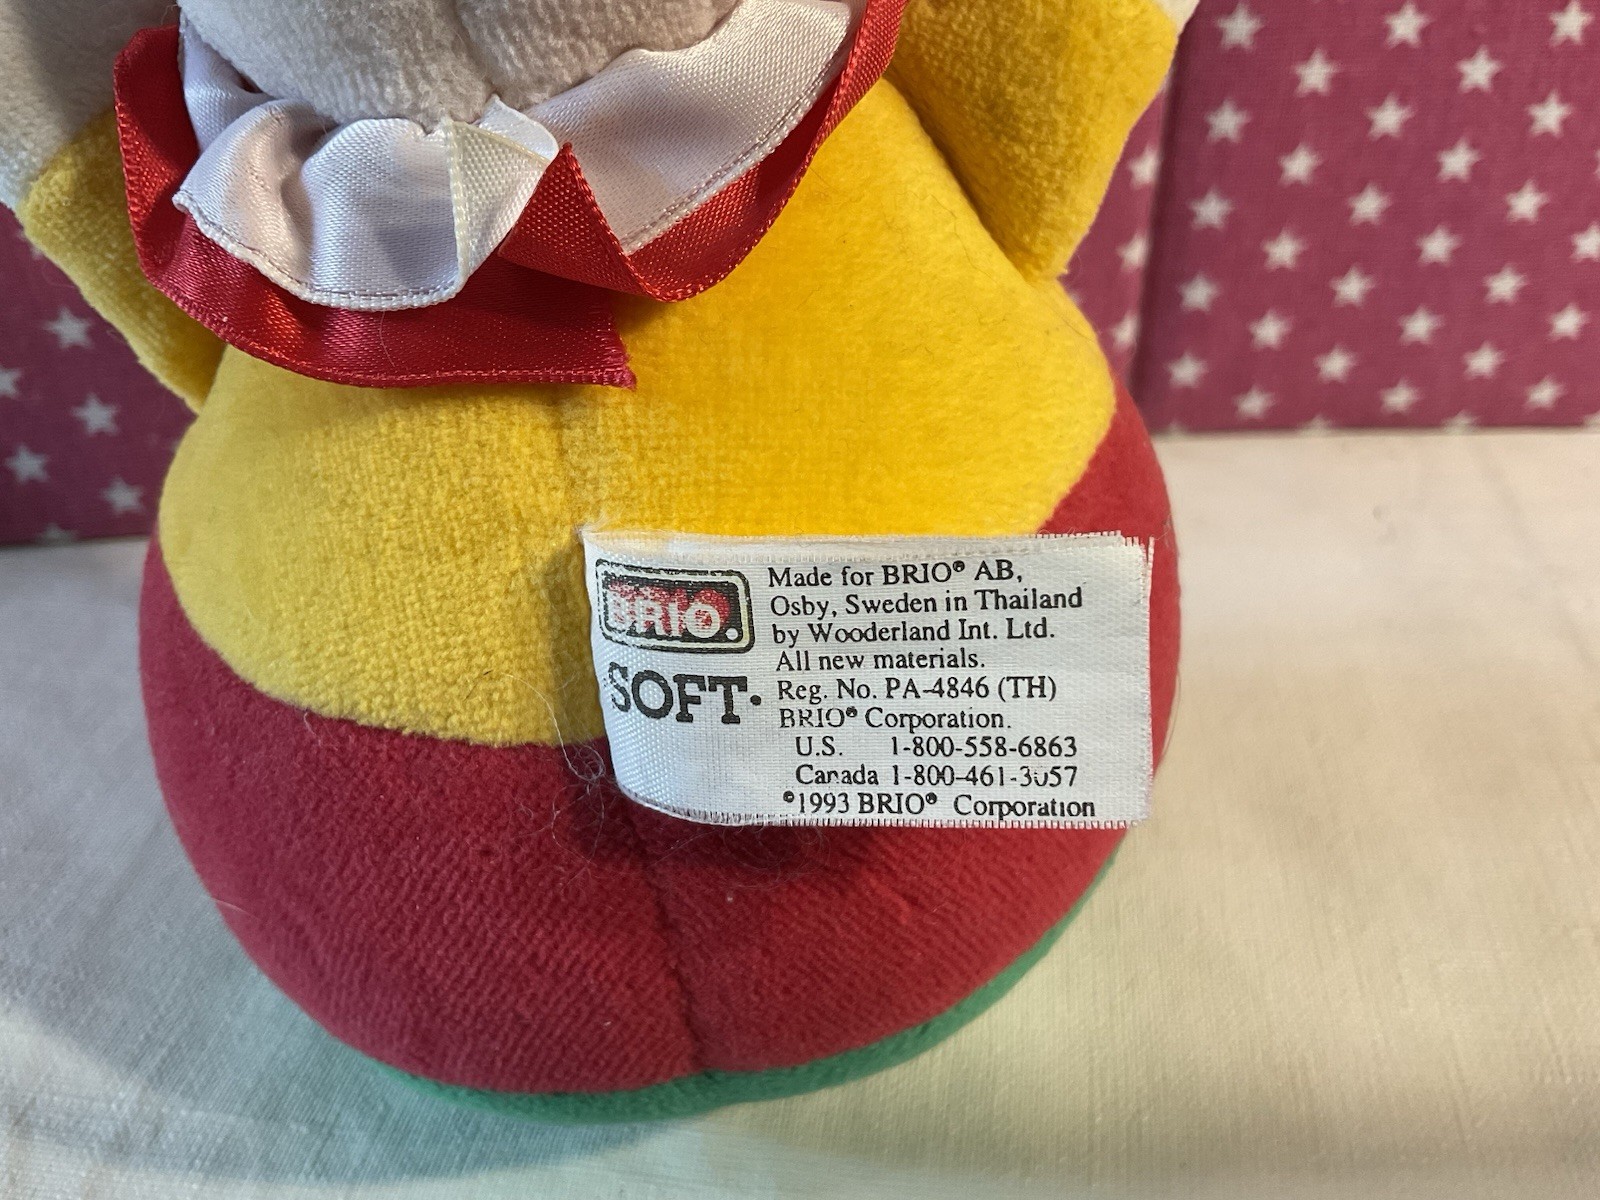 BRIO
SOFT.
Made for BRIO® AB,
Osby, Sweden in Thailand
by Wooderland Int. Ltd.
All new materials.
Reg. No. PA-4846 (TH)
BRIO® Corporation.
U.S. 1-800-558-6863
Canada 1-800-461-3057
©1993 BRIO® Corporation